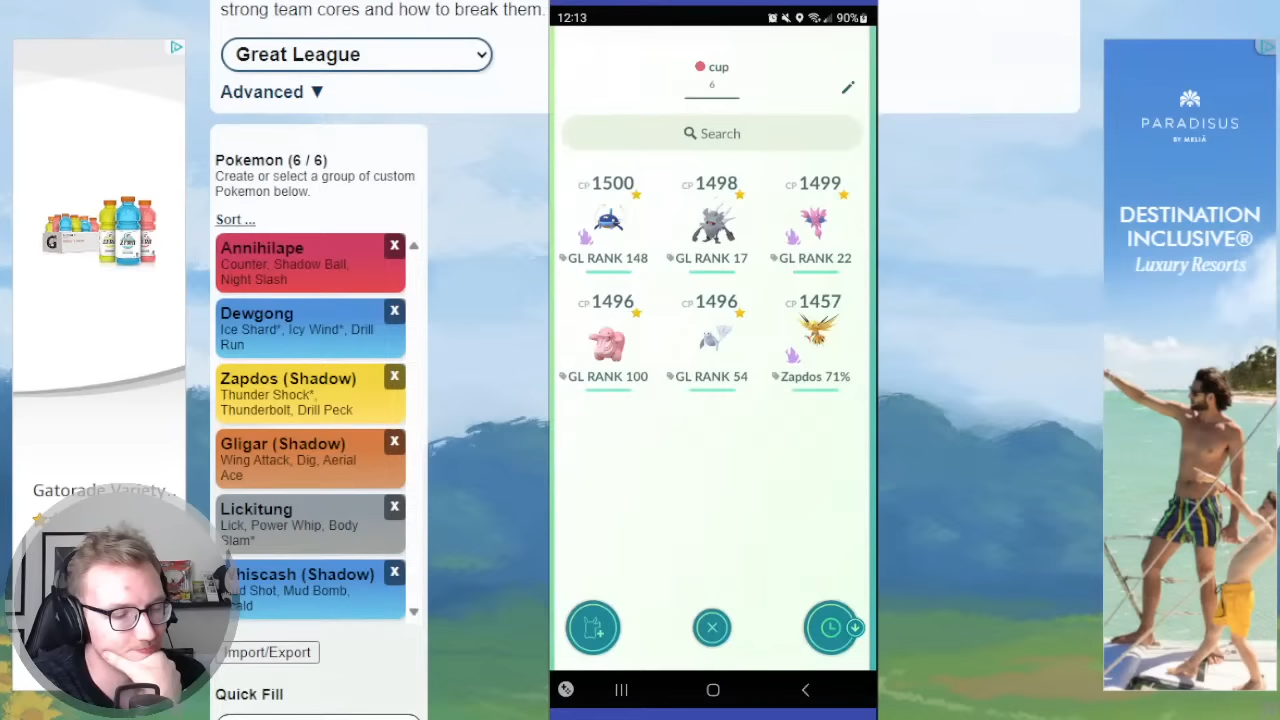 strong team cores and how to break them.
Great League
Advanced ▼
Pokemon (6 / 6)
Create or select a group of custom
Pokemon below.
Sort ...
Annihilape
X
Counter, Shadow Ball,
Night Slash
Dewgong
X
Ice Shard*, Icy Wind*, Drill
Run
Zapdos (Shadow)
X
Thunder Shock*,
Thunderbolt, Drill Peck
Gligar (Shadow)
X
Wing Attack, Dig, Aerial
Ace
Lickitung
X
Lick, Power Whip, Body
Slam*
Whiscash (Shadow)
X
Mud Shot, Mud Bomb,
Import/Export
Quick Fill
12:13
90%
cup
6
Search
CP 1500
CP 1498
CP 1499
GL RANK 148
GL RANK 17
GL RANK 22
CP 1496
CP 1496
CP 1457
GL RANK 100
GL RANK 54
Zapdos 71%
G
ZERO
Gatorade Variety..
PARADISUS
BY MELIÁ
DESTINATION
INCLUSIVE®
Luxury Resorts